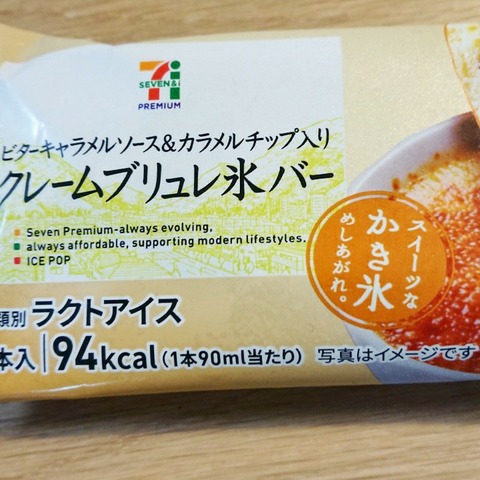 SEVEN&i
PREMIUM
ビターキャラメルソース&カラメルチップ入り
クレームブリュレ氷バー
Seven Premium-always evolving,
always affordable, supporting modern lifestyles.
ICE POP
スイーツな
かき氷
めしあがれ。
類別 ラクトアイス
本入 94kcal(1本90ml当たり) 写真はイメージです